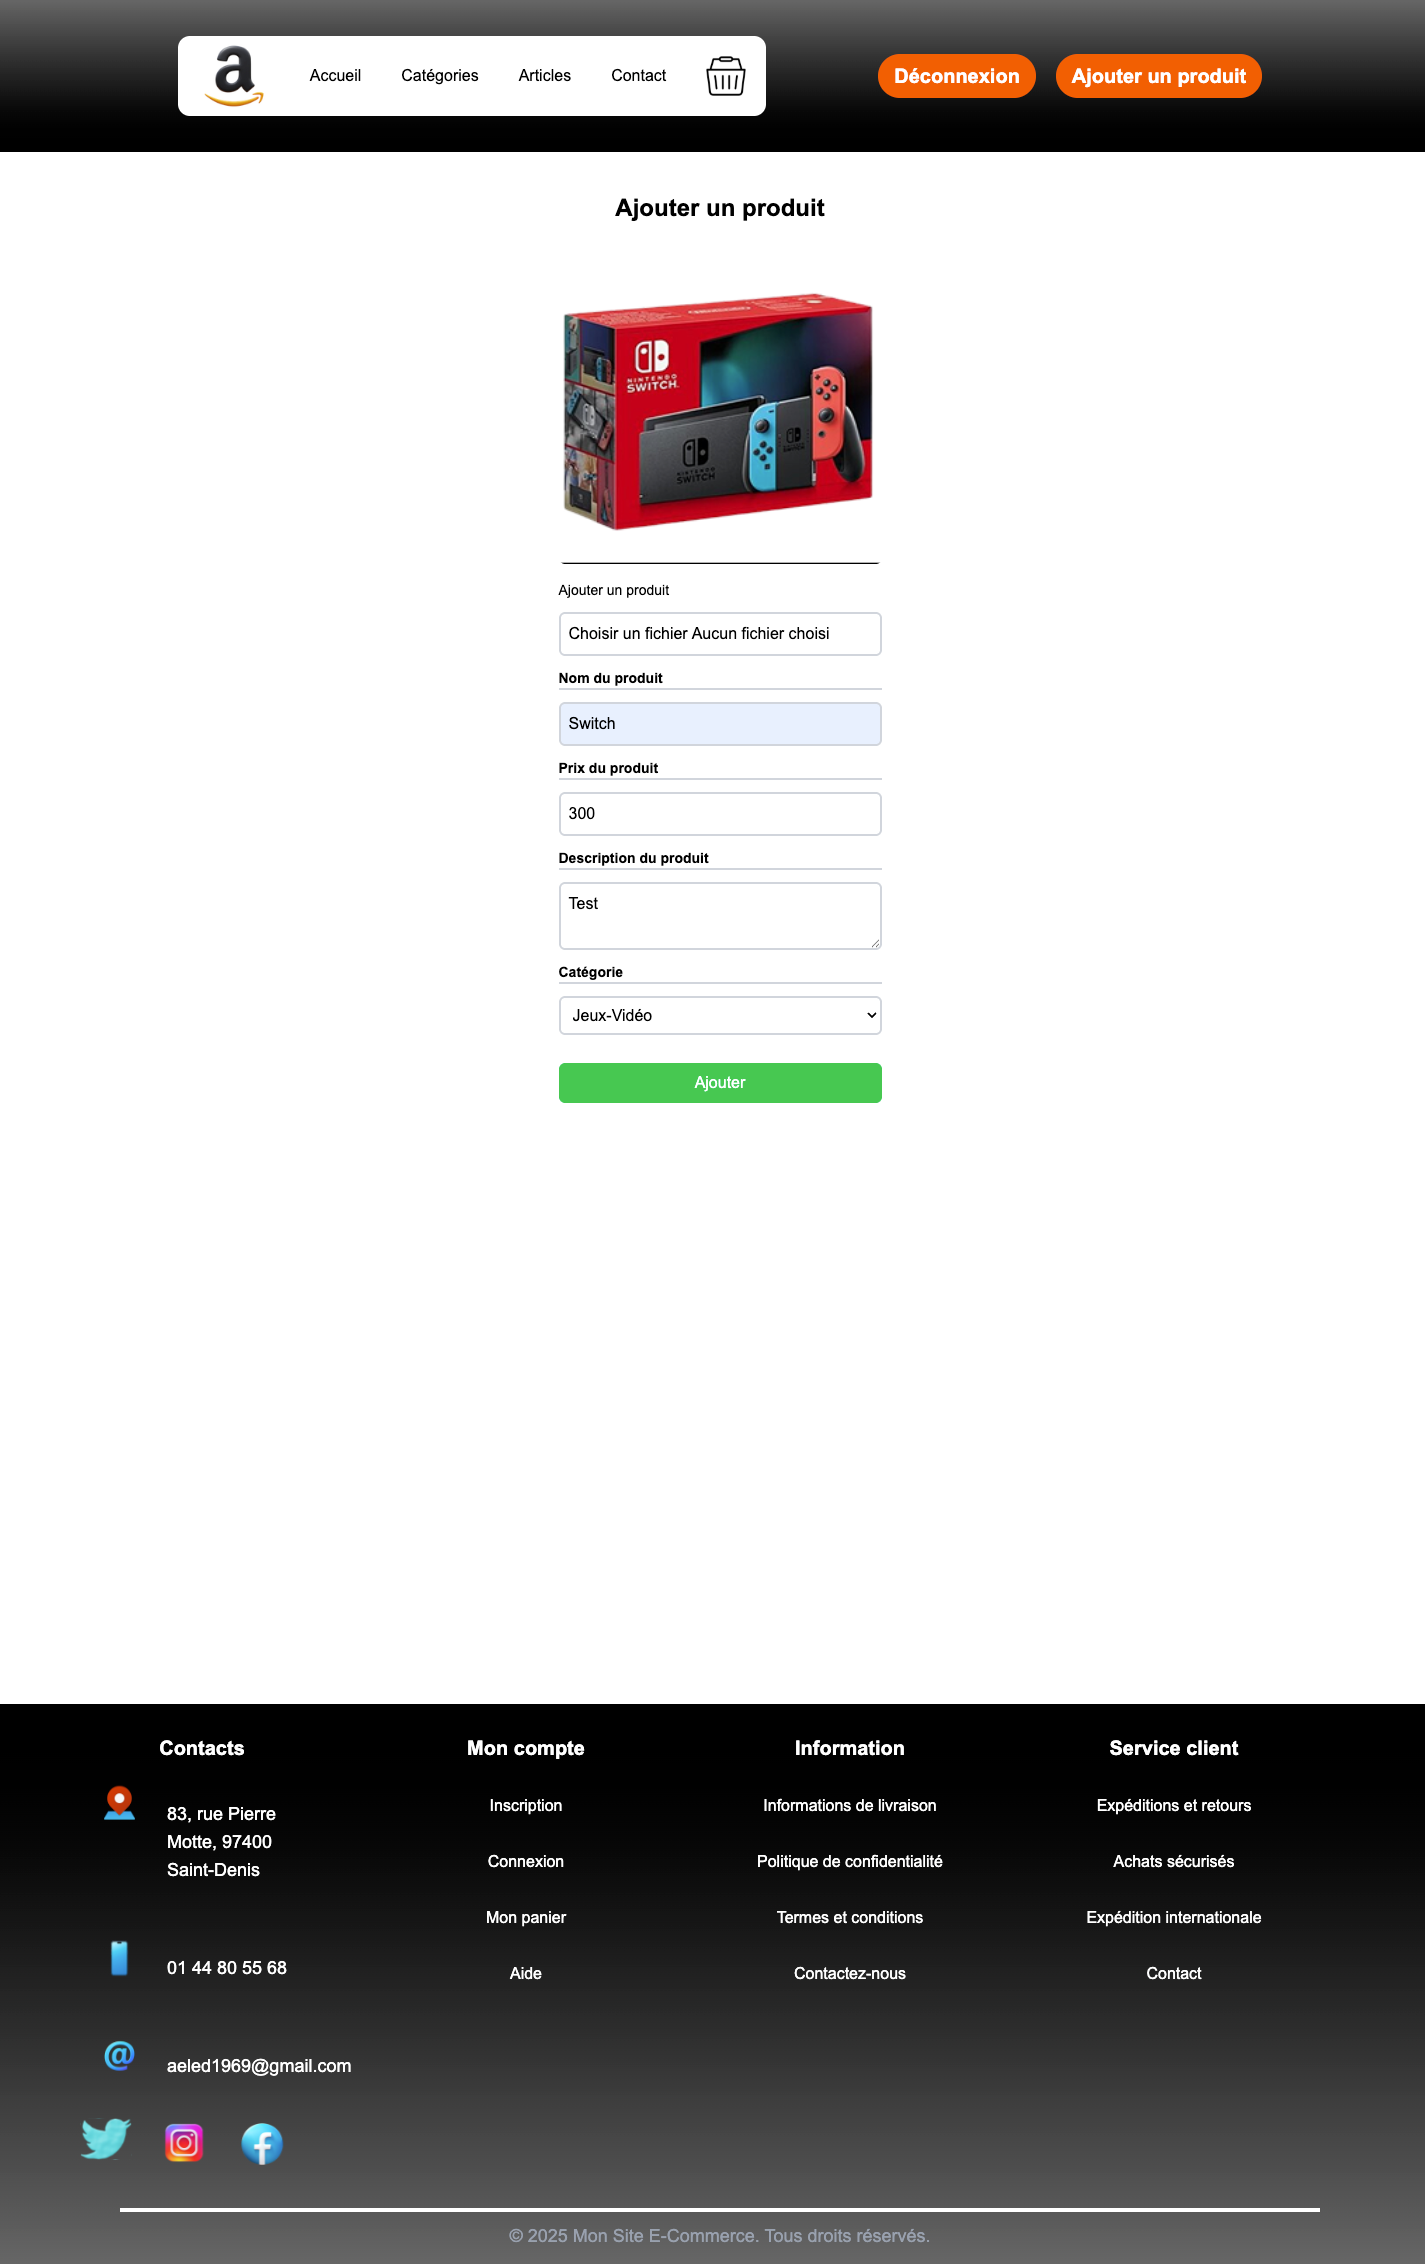 a
Accueil
Catégories
Articles
Contact
Déconnexion
Ajouter un produit
Ajouter un produit
NINTENDO
SWITCH
NINTENDO
SWITCH
Ajouter un produit
Choisir un fichier Aucun fichier choisi
Nom du produit
Switch
Prix du produit
300
Description du produit
Test
Catégorie
Jeux-Vidéo
Ajouter
Contacts
83, rue Pierre
Motte, 97400
Saint-Denis
01 44 80 55 68
@
aeled1969@gmail.com
Mon compte
Inscription
Connexion
Mon panier
Aide
Information
Informations de livraison
Politique de confidentialité
Termes et conditions
Contactez-nous
Service client
Expéditions et retours
Achats sécurisés
Expédition internationale
Contact
© 2025 Mon Site E-Commerce. Tous droits réservés.